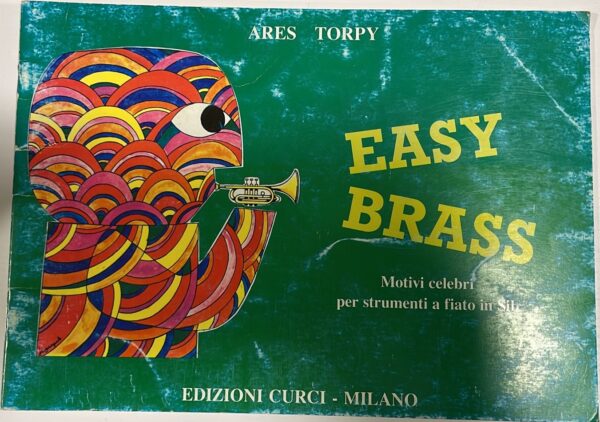 ARES TORPY
EASY
BRASS
Motivi celebri
per strumenti a fiato in
EDIZIONI CURCI - MILANO